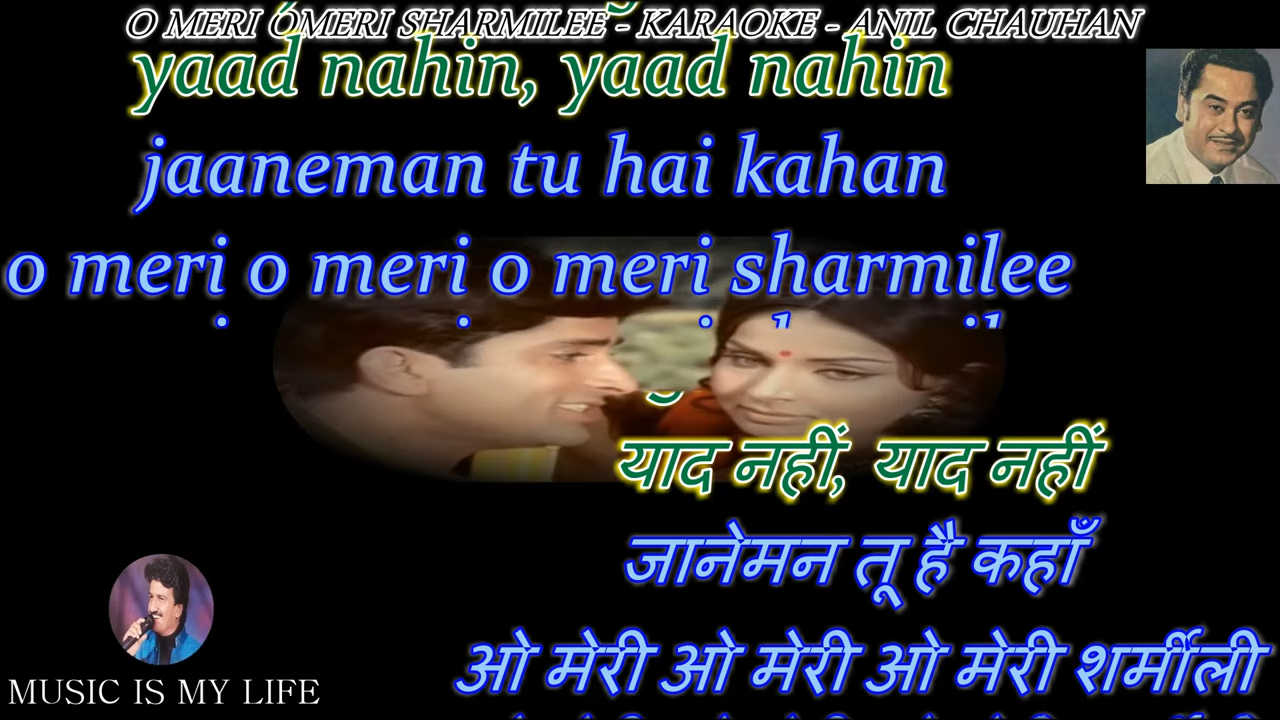 O MERI OMERI SHARMILEE - KARAOKE - ANIL CHAUHAN
yaad nahin, yaad nahin
jaaneman tu hai kahan
o meri o meri o meri sharmilee
याद नहीं, याद नहीं
जानेमन तू है कहाँ
ओ मेरी ओ मेरी ओ मेरी शर्मीली
MUSIC IS MY LIFE